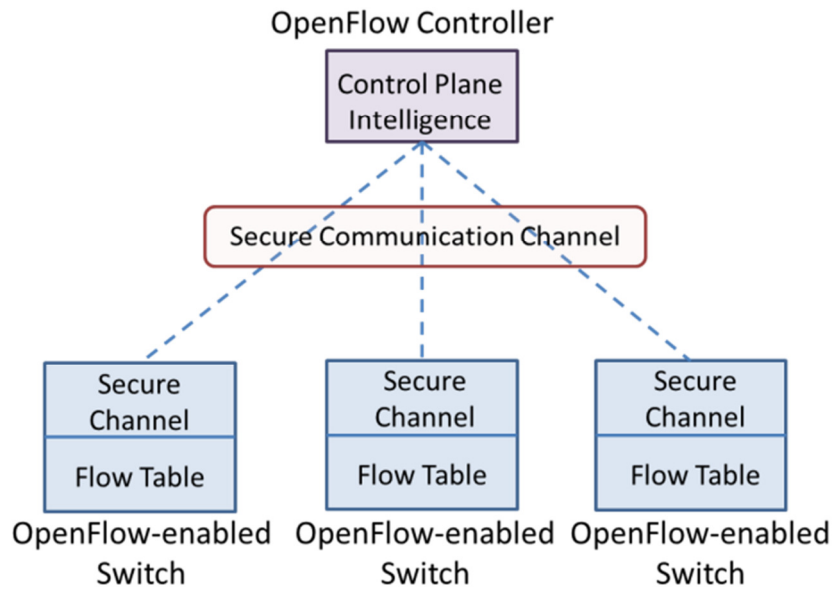 OpenFlow Controller
Control Plane
Intelligence
Secure Communication Channel
Secure
Channel
Flow Table
OpenFlow-enabled
Switch
Secure
Channel
Flow Table
OpenFlow-enabled
Switch
Secure
Channel
Flow Table
OpenFlow-enabled
Switch